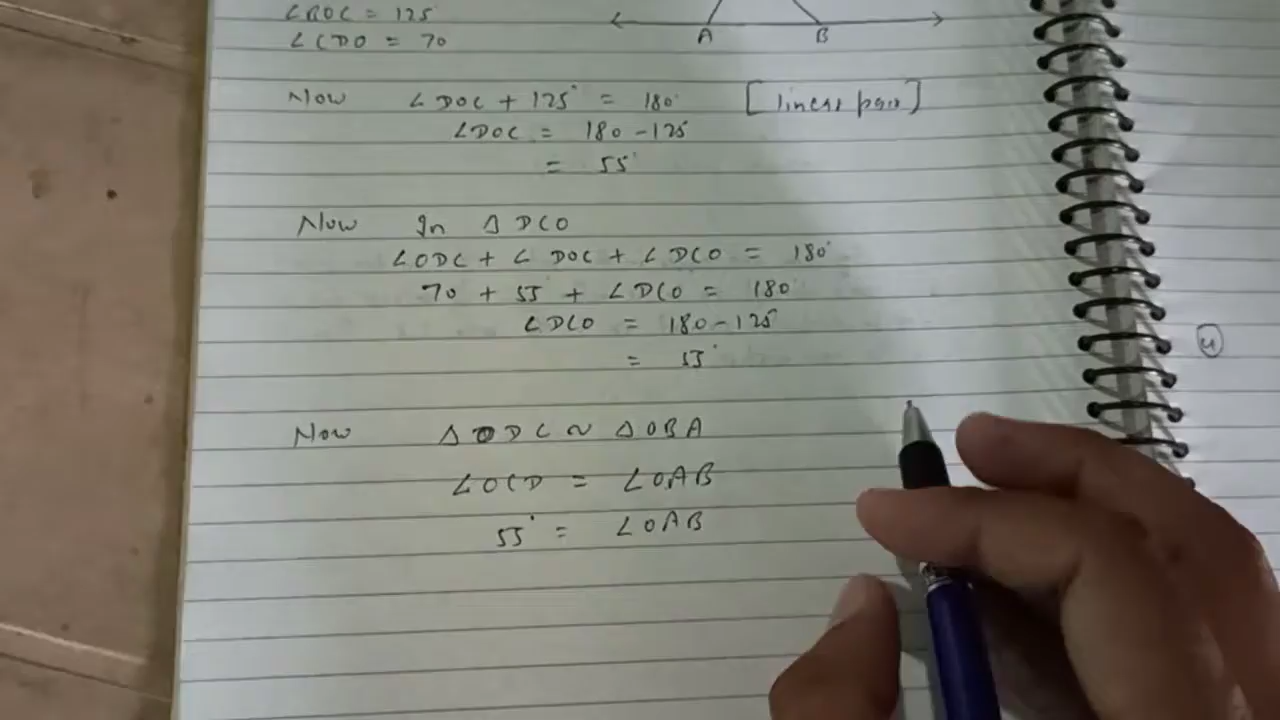 ∠BOC = 125
∠CDO = 70
A B
Now ∠DOC + 125° = 180° [linear pair]
∠DOC = 180 - 125
= 55°
Now In Δ DCO
∠ODC + ∠DOC + ∠DCO = 180°
70 + 55 + ∠DCO = 180°
∠DCO = 180 - 125
= 55°
4
Now Δ ODC ~ Δ OBA
∠OCD = ∠OAB
55° = ∠OAB